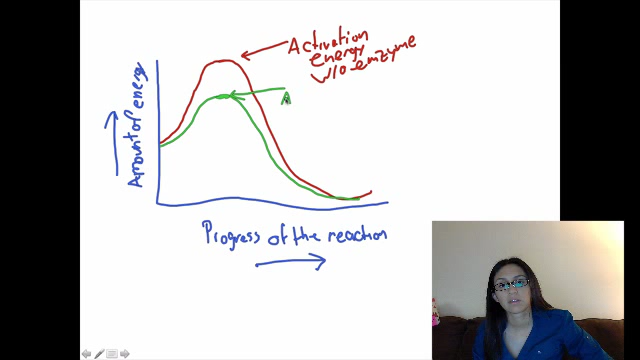 Activation
energy
w/o enzyme
A
Amount of energy
Progress of the reaction